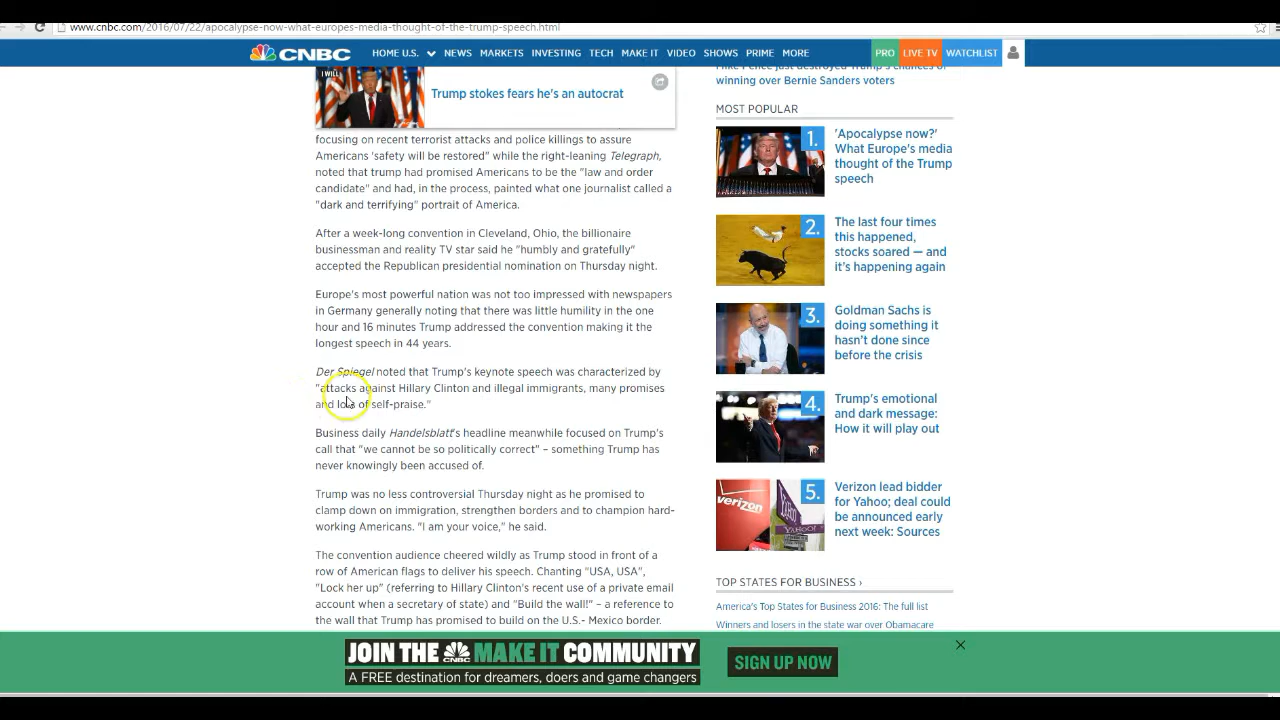 www.cnbc.com/2016/07/22/apocalypse-now-what-europes-media-thought-of-the-trump-speech.html
CNBC HOME U.S. NEWS MARKETS INVESTING TECH MAKE IT VIDEO SHOWS PRIME MORE PRO LIVE TV WATCHLIST
I WILL
Trump stokes fears he's an autocrat
focusing on recent terrorist attacks and police killings to assure
Americans 'safety will be restored" while the right-leaning Telegraph,
noted that trump had promised Americans to be the "law and order
candidate" and had, in the process, painted what one journalist called a
"dark and terrifying" portrait of America.
After a week-long convention in Cleveland, Ohio, the billionaire
businessman and reality TV star said he "humbly and gratefully"
accepted the Republican presidential nomination on Thursday night.
Europe's most powerful nation was not too impressed with newspapers
in Germany generally noting that there was little humility in the one
hour and 16 minutes Trump addressed the convention making it the
longest speech in 44 years.
Der Spiegel noted that Trump's keynote speech was characterized by
"attacks against Hillary Clinton and illegal immigrants, many promises
and lots of self-praise."
Business daily Handelsblatt's headline meanwhile focused on Trump's
call that "we cannot be so politically correct" – something Trump has
never knowingly been accused of.
Trump was no less controversial Thursday night as he promised to
clamp down on immigration, strengthen borders and to champion hard-
working Americans. "I am your voice," he said.
The convention audience cheered wildly as Trump stood in front of a
row of American flags to deliver his speech. Chanting "USA, USA",
"Lock her up" (referring to Hillary Clinton's recent use of a private email
account when a secretary of state) and "Build the wall!" – a reference to
the wall that Trump has promised to build on the U.S.- Mexico border.
Mike Pence just destroyed Trump's chances of
winning over Bernie Sanders voters
MOST POPULAR
1. 'Apocalypse now?'
What Europe's media
thought of the Trump
speech
2. The last four times
this happened,
stocks soared — and
it's happening again
3. Goldman Sachs is
doing something it
hasn't done since
before the crisis
4. Trump's emotional
and dark message:
How it will play out
verizon
YAHOO!
5. Verizon lead bidder
for Yahoo; deal could
be announced early
next week: Sources
TOP STATES FOR BUSINESS ›
America's Top States for Business 2016: The full list
Winners and losers in the state war over Obamacare
JOIN THE CNBC MAKE IT COMMUNITY
A FREE destination for dreamers, doers and game changers
SIGN UP NOW